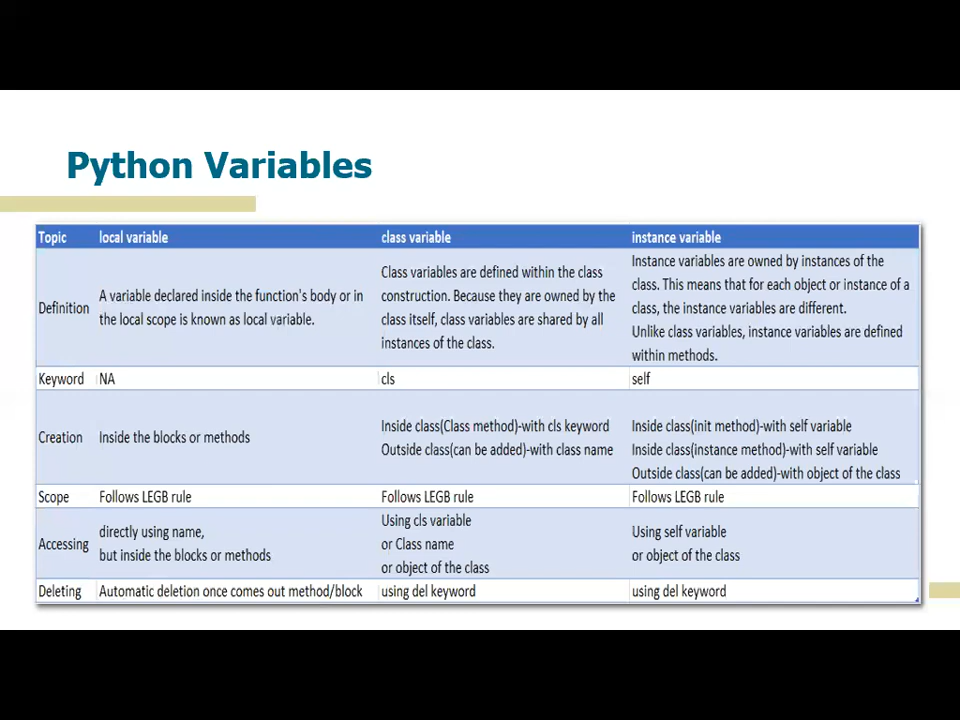 Python Variables
Topic local variable class variable instance variable
Definition
A variable declared inside the function's body or in
the local scope is known as local variable.
Class variables are defined within the class
construction. Because they are owned by the
class itself, class variables are shared by all
instances of the class.
Instance variables are owned by instances of the
class. This means that for each object or instance of a
class, the instance variables are different.
Unlike class variables, instance variables are defined
within methods.
Keyword NA cls self
Creation
Inside the blocks or methods
Inside class(Class method)-with cls keyword
Outside class(can be added)-with class name
Inside class(init method)-with self variable
Inside class(instance method)-with self variable
Outside class(can be added)-with object of the class
Scope Follows LEGB rule Follows LEGB rule Follows LEGB rule
Accessing
directly using name,
but inside the blocks or methods
Using cls variable
or Class name
or object of the class
Using self variable
or object of the class
Deleting Automatic deletion once comes out method/block using del keyword using del keyword